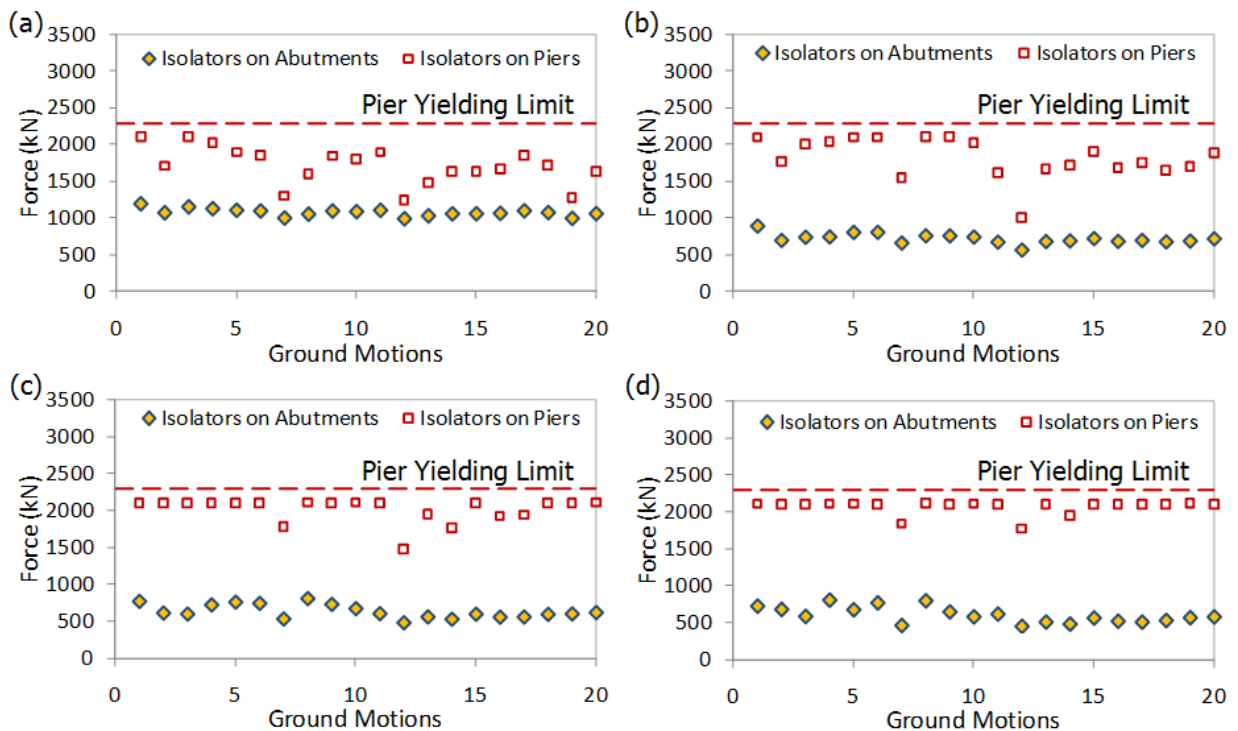 (a)
3500
3000
2500
2000
1500
1000
500
0
Force (kN)
Isolators on Abutments
Isolators on Piers
Pier Yielding Limit
0 5 10 15 20
Ground Motions
(b)
3500
3000
2500
2000
1500
1000
500
0
Force (kN)
Isolators on Abutments
Isolators on Piers
Pier Yielding Limit
0 5 10 15 20
Ground Motions
(c)
3500
3000
2500
2000
1500
1000
500
0
Force (kN)
Isolators on Abutments
Isolators on Piers
Pier Yielding Limit
0 5 10 15 20
Ground Motions
(d)
3500
3000
2500
2000
1500
1000
500
0
Force (kN)
Isolators on Abutments
Isolators on Piers
Pier Yielding Limit
0 5 10 15 20
Ground Motions